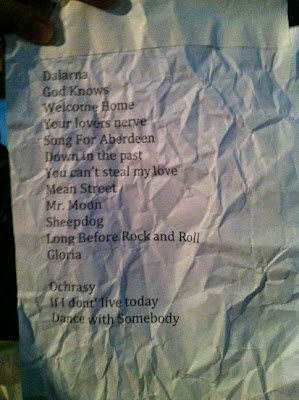 Dalarna
God Knows
Welcome Home
Your lovers nerve
Song For Aberdeen
Down in the past
You can't steal my love
Mean Street
Mr. Moon
Sheepdog
Long Before Rock and Roll
Gloria
Ochrasy
If I dont' live today
Dance with Somebody